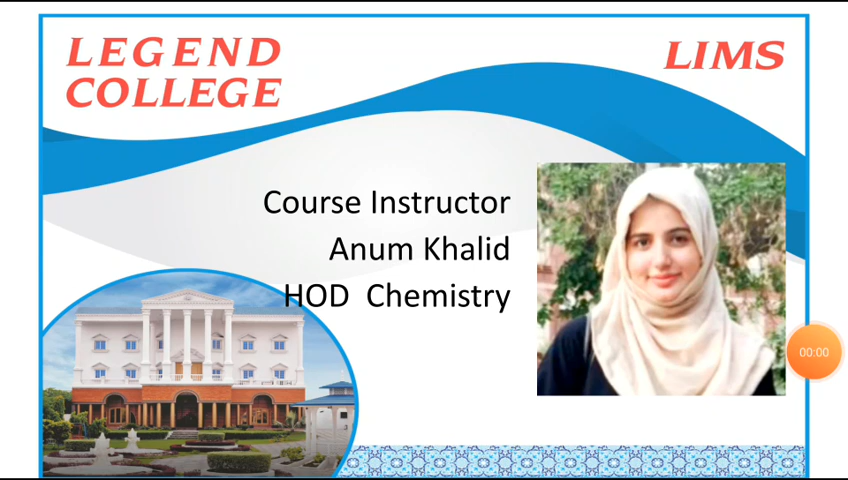 LEGEND
COLLEGE
LIMS
Course Instructor
Anum Khalid
HOD  Chemistry
00:00